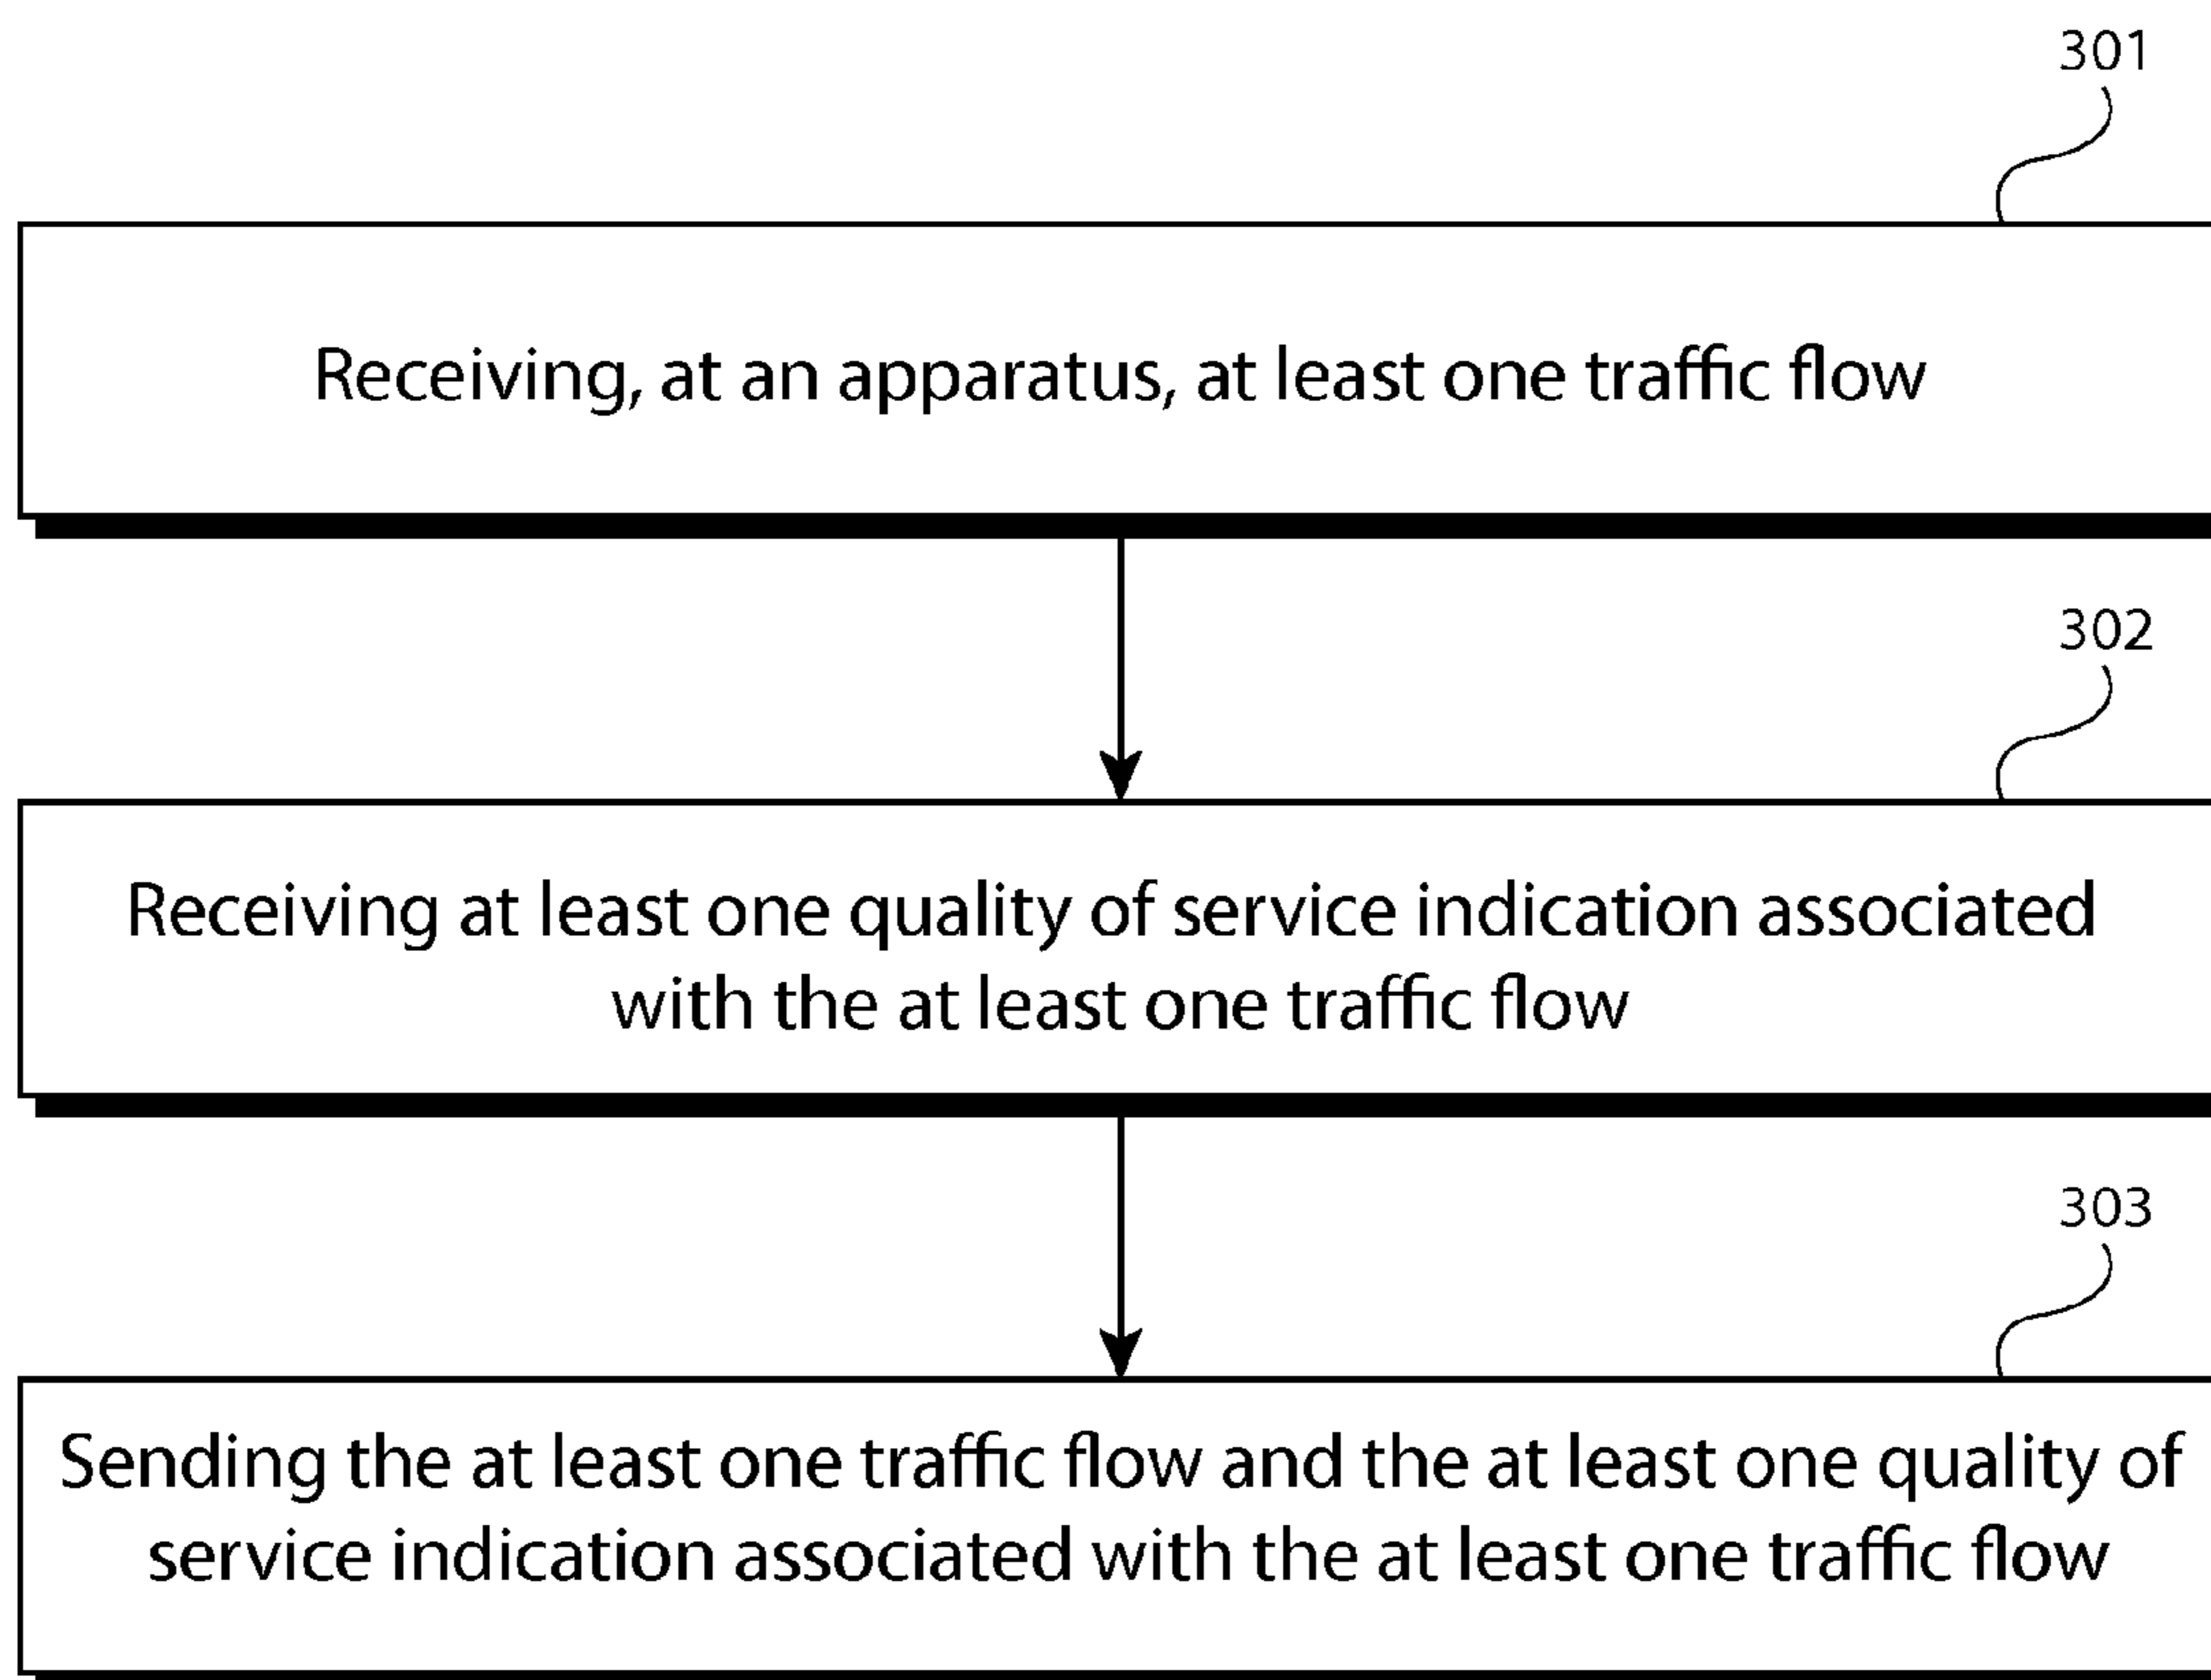 301
Receiving, at an apparatus, at least one traffic flow
302
Receiving at least one quality of service indication associated
with the at least one traffic flow
303
Sending the at least one traffic flow and the at least one quality of
service indication associated with the at least one traffic flow